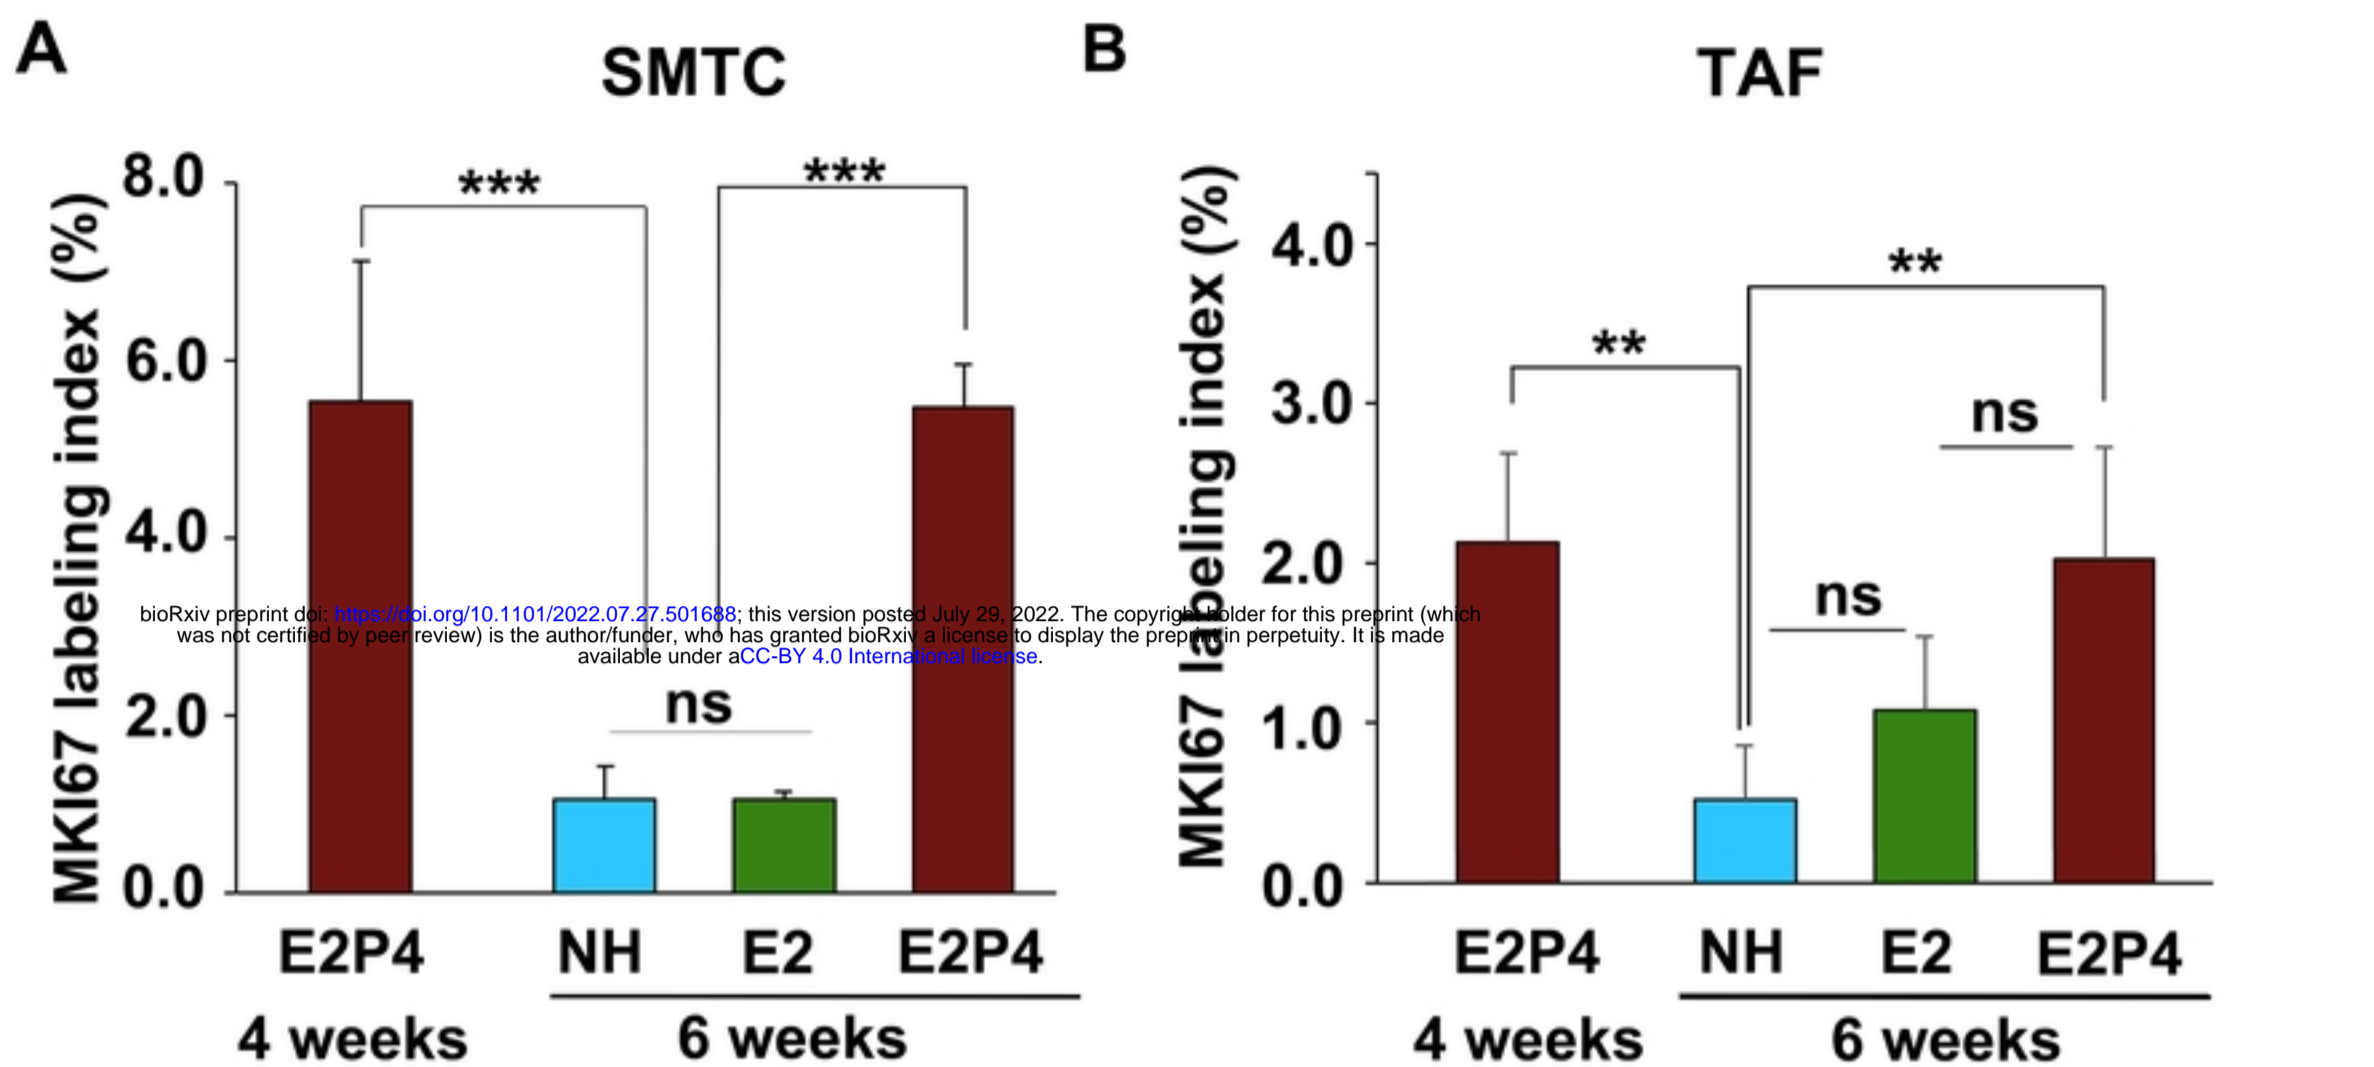 A
SMTC
MKI67 labeling index (%)
8.0
6.0
4.0
2.0
0.0
***
***
ns
E2P4
NH
E2
E2P4
4 weeks
6 weeks
B
TAF
MKI67 labeling index (%)
4.0
3.0
2.0
1.0
0.0
**
**
ns
ns
E2P4
NH
E2
E2P4
4 weeks
6 weeks
bioRxiv preprint doi: https://doi.org/10.1101/2022.07.27.501688; this version posted July 29, 2022. The copyright holder for this preprint (which
was not certified by peer review) is the author/funder, who has granted bioRxiv a license to display the preprint in perpetuity. It is made
available under aCC-BY 4.0 International license.